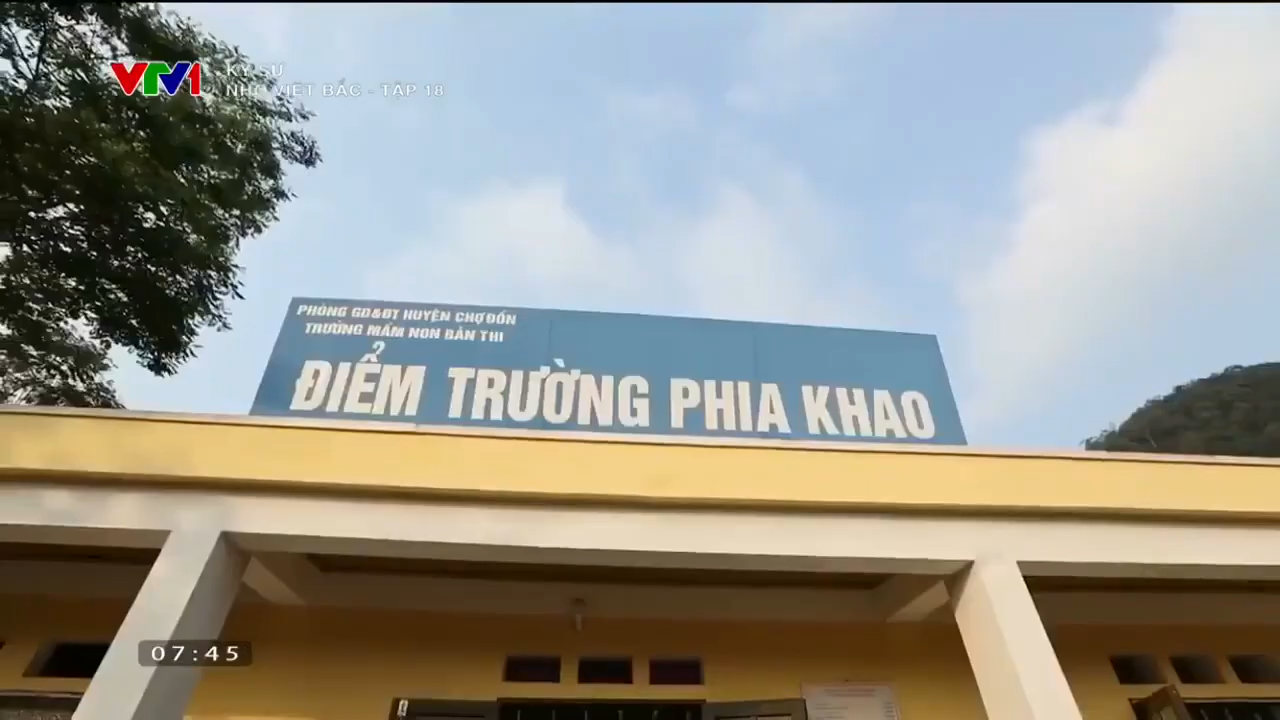 VTV1
KÝ SỰ
NHỚ VIỆT BẮC - TẬP 18
PHÒNG GD&ĐT HUYỆN CHỢ ĐỒN
TRƯỜNG MẦM NON BẢN THI
ĐIỂM TRƯỜNG PHIA KHAO
07:45